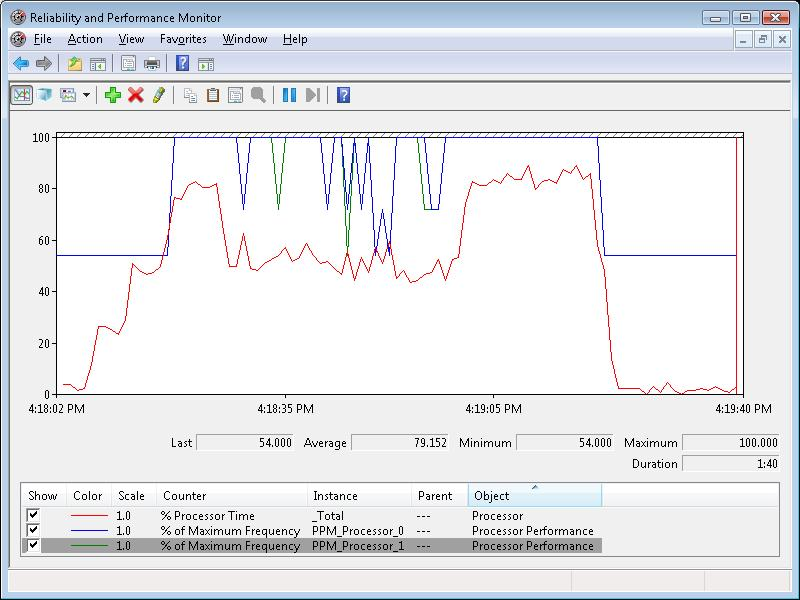 Reliability and Performance Monitor
File Action View Favorites Window Help
100
80
60
40
20
0
4:18:02 PM 4:18:35 PM 4:19:05 PM 4:19:40 PM
Last 54.000 Average 79.152 Minimum 54.000 Maximum 100.000
Duration 1:40
Show Color Scale Counter Instance Parent Object
1.0 % Processor Time _Total --- Processor
1.0 % of Maximum Frequency PPM_Processor_0 --- Processor Performance
1.0 % of Maximum Frequency PPM_Processor_1 --- Processor Performance